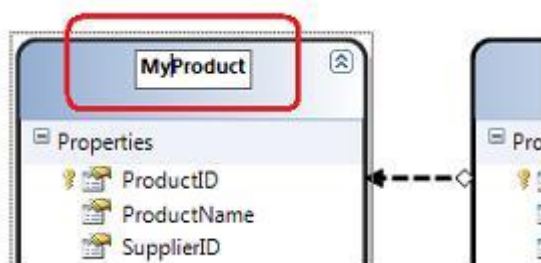 MyProduct
Properties
ProductID
ProductName
SupplierID
Pro